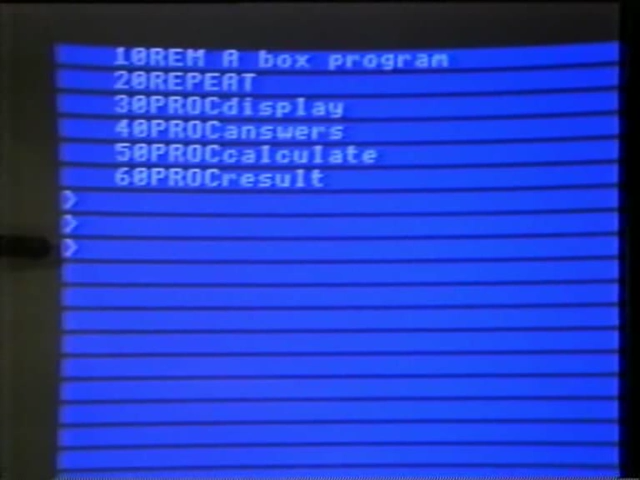 10REM A box program
20REPEAT
30PROCdisplay
40PROCanswers
50PROCcalculate
60PROCresult
>
>
>